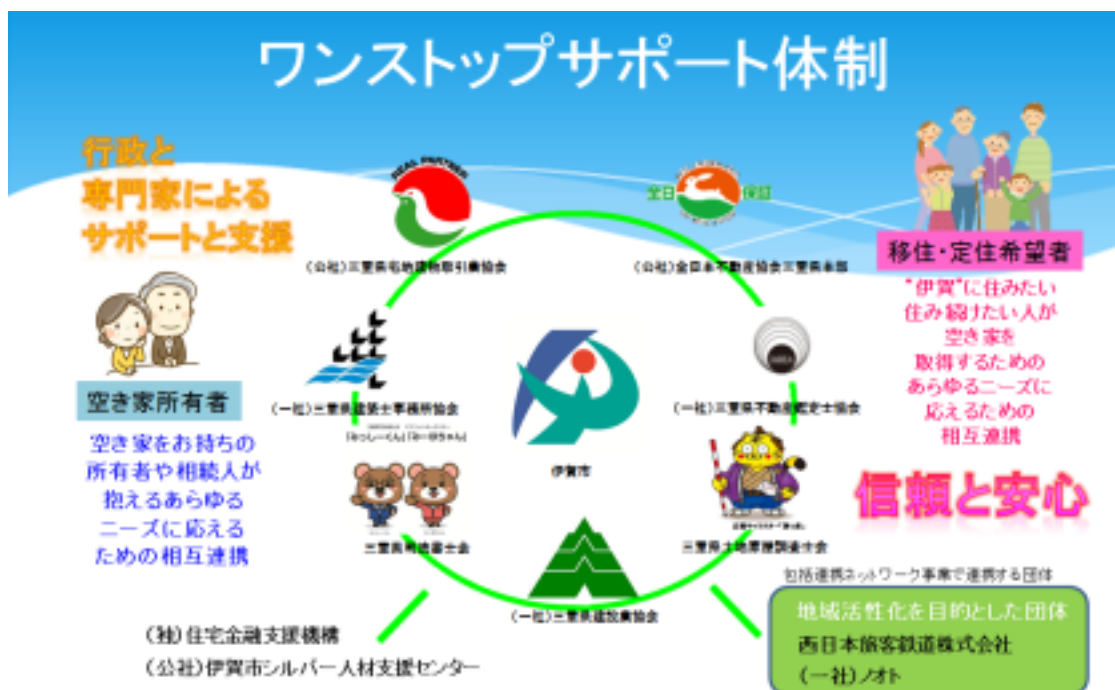 ワンストップサポート体制
行政と
専門家による
サポートと支援
REAL PARTNER
全日 保証
(公社)三重県宅地建物取引業協会
(公社)全日本不動産協会三重県本部
移住・定住希望者
"伊賀"に住みたい
住み続けたい人が
空き家を
取得するための
あらゆるニーズに
応えるための
相互連携
空き家所有者
空き家をお持ちの
所有者や相続人が
抱えるあらゆる
ニーズに応える
ための相互連携
(一社)三重県建築士事務所協会
(一社)三重県不動産鑑定士協会
伊賀市
信頼と安心
三重県司法書士会
三重県土地家屋調査士会
(一社)三重県建設業協会
包括連携ネットワーク事業で連携する団体
地域活性化を目的とした団体
西日本旅客鉄道株式会社
(一社)ノオト
(独)住宅金融支援機構
(公社)伊賀市シルバー人材支援センター